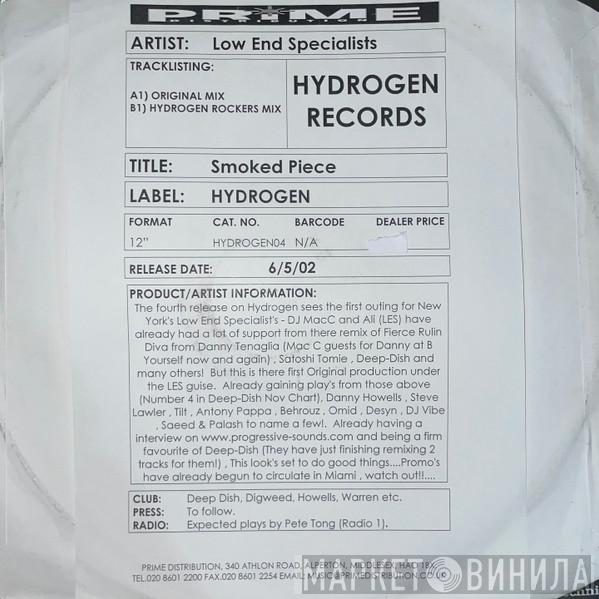 PRIME
DISTRIBUTION
ARTIST: Low End Specialists
TRACKLISTING:
A1) ORIGINAL MIX
B1) HYDROGEN ROCKERS MIX
HYDROGEN
RECORDS
TITLE: Smoked Piece
LABEL: HYDROGEN
FORMAT CAT. NO. BARCODE DEALER PRICE
12" HYDROGEN04 N/A
RELEASE DATE: 6/5/02
PRODUCT/ARTIST INFORMATION:
The fourth release on Hydrogen sees the first outing for New
York's Low End Specialist's - DJ MacC and Ali (LES) have
already had a lot of support from there remix of Fierce Rulin
Diva from Danny Tenaglia (Mac C guests for Danny at B
Yourself now and again) , Satoshi Tomie , Deep-Dish and
many others! But this is there first Original production under
the LES guise. Already gaining play's from those above
(Number 4 in Deep-Dish Nov Chart), Danny Howells , Steve
Lawler , Tilt , Antony Pappa , Behrouz , Omid , Desyn , DJ Vibe
, Saeed & Palash to name a few!. Already having a
interview on www.progressive-sounds.com and being a firm
favourite of Deep-Dish (They have just finishing remixing 2
tracks for them!) , This look's set to do good things....Promo's
have already begun to circulate in Miami , watch out!!....
CLUB: Deep Dish, Digweed, Howells, Warren etc.
PRESS: To follow.
RADIO: Expected plays by Pete Tong (Radio 1).
PRIME DISTRIBUTION, 340 ATHLON ROAD, ALPERTON, MIDDLESEX, HA0 1BX
TEL.020 8601 2200 FAX.020 8601 2254 EMAIL: MUSIC@PRIMEDISTRIBUTION.CO.UK
МАРКЕТ ВИНИЛА